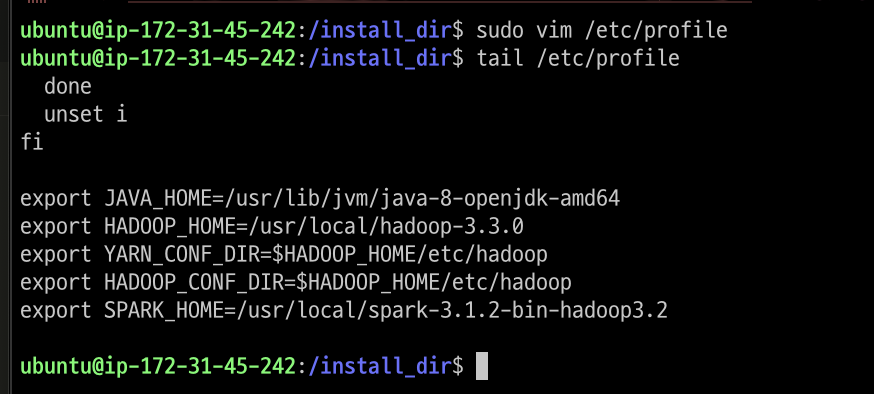 ubuntu@ip-172-31-45-242:/install_dir$ sudo vim /etc/profile
ubuntu@ip-172-31-45-242:/install_dir$ tail /etc/profile
  done
  unset i
fi

export JAVA_HOME=/usr/lib/jvm/java-8-openjdk-amd64
export HADOOP_HOME=/usr/local/hadoop-3.3.0
export YARN_CONF_DIR=$HADOOP_HOME/etc/hadoop
export HADOOP_CONF_DIR=$HADOOP_HOME/etc/hadoop
export SPARK_HOME=/usr/local/spark-3.1.2-bin-hadoop3.2

ubuntu@ip-172-31-45-242:/install_dir$